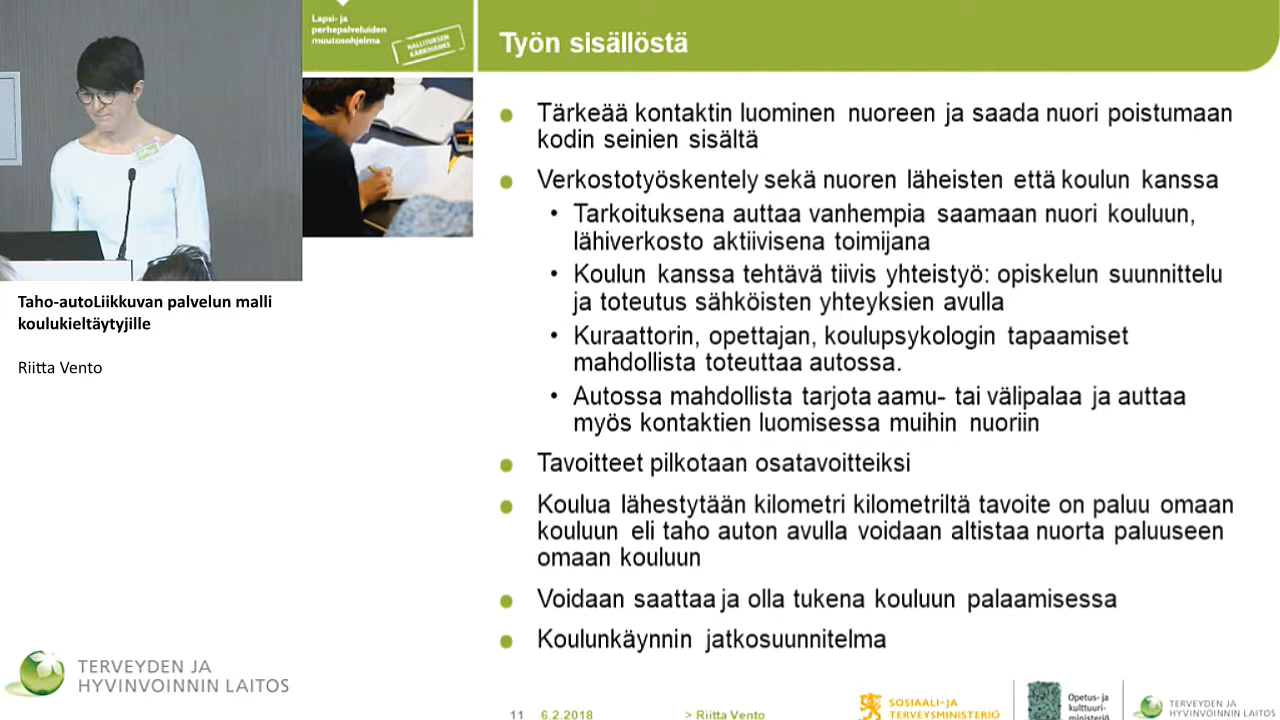 Lapsi- ja
perhepalveluiden
muutosohjelma
HALLITUKSEN
KÄRKIHANKE
Työn sisällöstä
Tärkeää kontaktin luominen nuoreen ja saada nuori poistumaan
kodin seinien sisältä
Verkostotyöskentely sekä nuoren läheisten että koulun kanssa
• Tarkoituksena auttaa vanhempia saamaan nuori kouluun,
lähiverkosto aktiivisena toimijana
• Koulun kanssa tehtävä tiivis yhteistyö: opiskelun suunnittelu
ja toteutus sähköisten yhteyksien avulla
• Kuraattorin, opettajan, koulupsykologin tapaamiset
mahdollista toteuttaa autossa.
• Autossa mahdollista tarjota aamu- tai välipalaa ja auttaa
myös kontaktien luomisessa muihin nuoriin
Tavoitteet pilkotaan osatavoitteiksi
Koulua lähestytään kilometri kilometriltä tavoite on paluu omaan
kouluun eli taho auton avulla voidaan altistaa nuorta paluuseen
omaan kouluun
Voidaan saattaa ja olla tukena kouluun palaamisessa
Koulunkäynnin jatkosuunnitelma
Taho-autoLiikkuvan palvelun malli
koulukieltäytyjille
Riitta Vento
TERVEYDEN JA
HYVINVOINNIN LAITOS
11 6.2.2018 > Riitta Vento
SOSIAALI- JA
TERVEYSMINISTERIÖ
Opetus- ja
kulttuuri-
ministeriö
TERVEYDEN JA
HYVINVOINNIN LAITOS